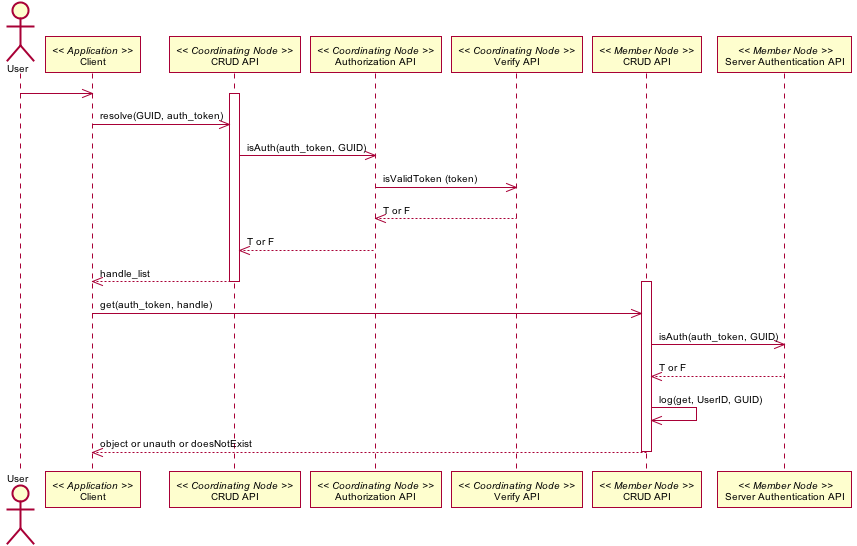 User
<< Application >>
Client
<< Coordinating Node >>
CRUD API
<< Coordinating Node >>
Authorization API
<< Coordinating Node >>
Verify API
<< Member Node >>
CRUD API
<< Member Node >>
Server Authentication API
resolve(GUID, auth_token)
isAuth(auth_token, GUID)
isValidToken (token)
T or F
T or F
handle_list
get(auth_token, handle)
isAuth(auth_token, GUID)
T or F
log(get, UserID, GUID)
object or unauth or doesNotExist
User
<< Application >>
Client
<< Coordinating Node >>
CRUD API
<< Coordinating Node >>
Authorization API
<< Coordinating Node >>
Verify API
<< Member Node >>
CRUD API
<< Member Node >>
Server Authentication API